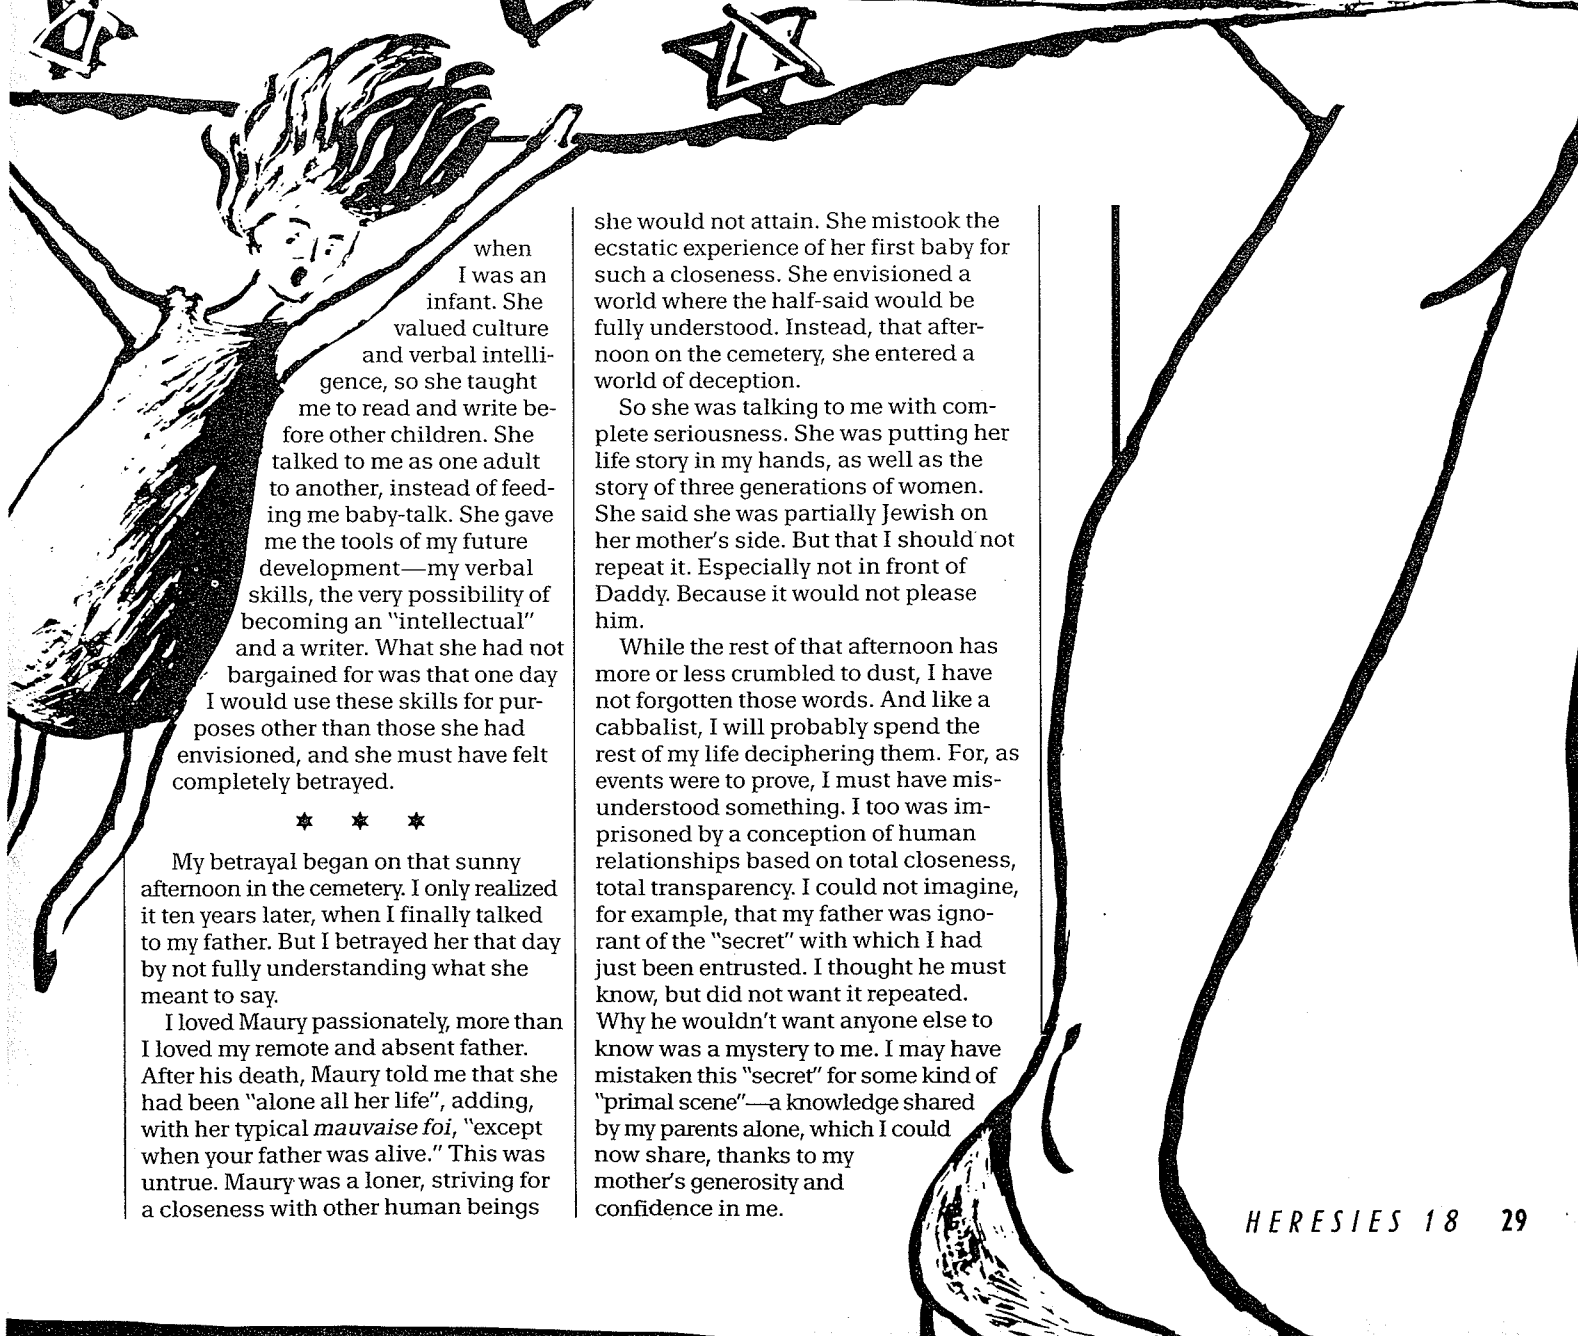 when
I was an
infant. She
valued culture
and verbal intelli-
gence, so she taught
me to read and write be-
fore other children. She
talked to me as one adult
to another, instead of feed-
ing me baby-talk. She gave
me the tools of my future
development—my verbal
skills, the very possibility of
becoming an "intellectual"
and a writer. What she had not
bargained for was that one day
I would use these skills for pur-
poses other than those she had
envisioned, and she must have felt
completely betrayed.
✡ ✡ ✡
My betrayal began on that sunny
afternoon in the cemetery. I only realized
it ten years later, when I finally talked
to my father. But I betrayed her that day
by not fully understanding what she
meant to say.
I loved Maury passionately, more than
I loved my remote and absent father.
After his death, Maury told me that she
had been "alone all her life", adding,
with her typical mauvaise foi, "except
when your father was alive." This was
untrue. Maury was a loner, striving for
a closeness with other human beings
she would not attain. She mistook the
ecstatic experience of her first baby for
such a closeness. She envisioned a
world where the half-said would be
fully understood. Instead, that after-
noon on the cemetery, she entered a
world of deception.
So she was talking to me with com-
plete seriousness. She was putting her
life story in my hands, as well as the
story of three generations of women.
She said she was partially Jewish on
her mother's side. But that I should not
repeat it. Especially not in front of
Daddy. Because it would not please
him.
While the rest of that afternoon has
more or less crumbled to dust, I have
not forgotten those words. And like a
cabbalist, I will probably spend the
rest of my life deciphering them. For, as
events were to prove, I must have mis-
understood something. I too was im-
prisoned by a conception of human
relationships based on total closeness,
total transparency. I could not imagine,
for example, that my father was igno-
rant of the "secret" with which I had
just been entrusted. I thought he must
know, but did not want it repeated.
Why he wouldn't want anyone else to
know was a mystery to me. I may have
mistaken this "secret" for some kind of
"primal scene"—a knowledge shared
by my parents alone, which I could
now share, thanks to my
mother's generosity and
confidence in me.
HERESIES 18 29